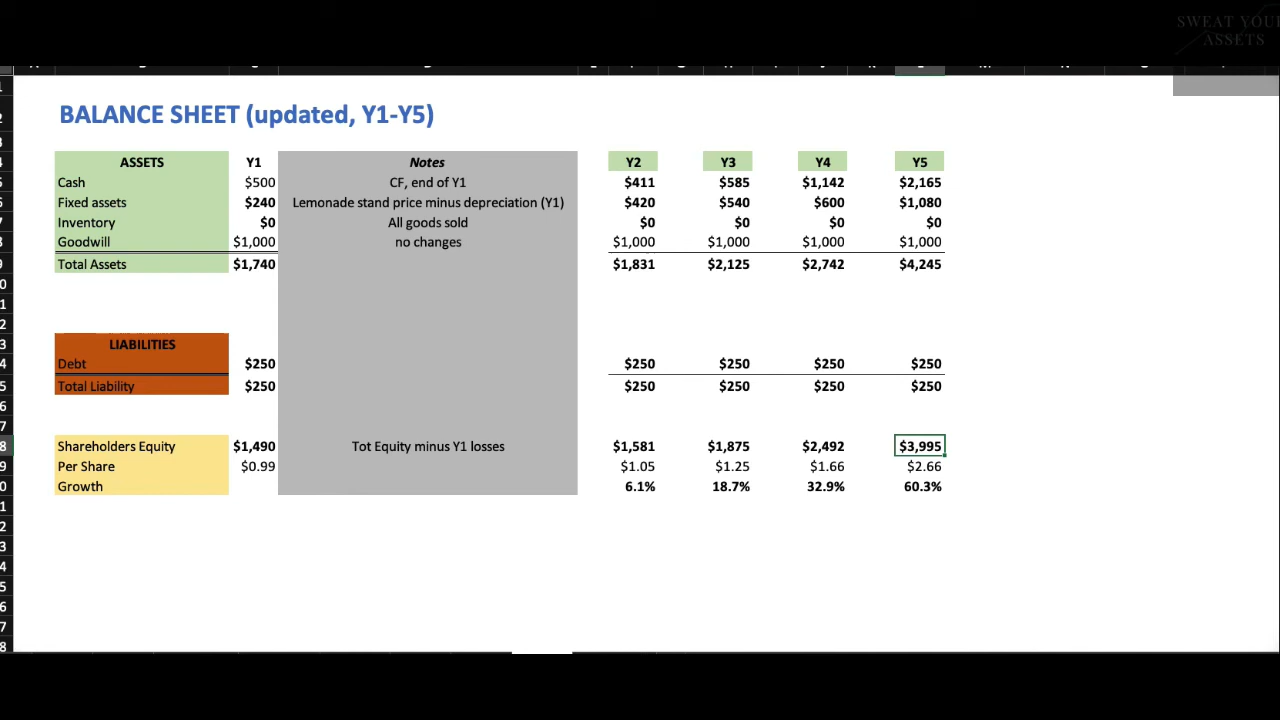 SWEAT YOUR
ASSETS
BALANCE SHEET (updated, Y1-Y5)
ASSETS Y1 Notes Y2 Y3 Y4 Y5
Cash $500 CF, end of Y1 $411 $585 $1,142 $2,165
Fixed assets $240 Lemonade stand price minus depreciation (Y1) $420 $540 $600 $1,080
Inventory $0 All goods sold $0 $0 $0 $0
Goodwill $1,000 no changes $1,000 $1,000 $1,000 $1,000
Total Assets $1,740 $1,831 $2,125 $2,742 $4,245
LIABILITIES
Debt $250 $250 $250 $250 $250
Total Liability $250 $250 $250 $250 $250
Shareholders Equity $1,490 Tot Equity minus Y1 losses $1,581 $1,875 $2,492 $3,995
Per Share $0.99 $1.05 $1.25 $1.66 $2.66
Growth 6.1% 18.7% 32.9% 60.3%